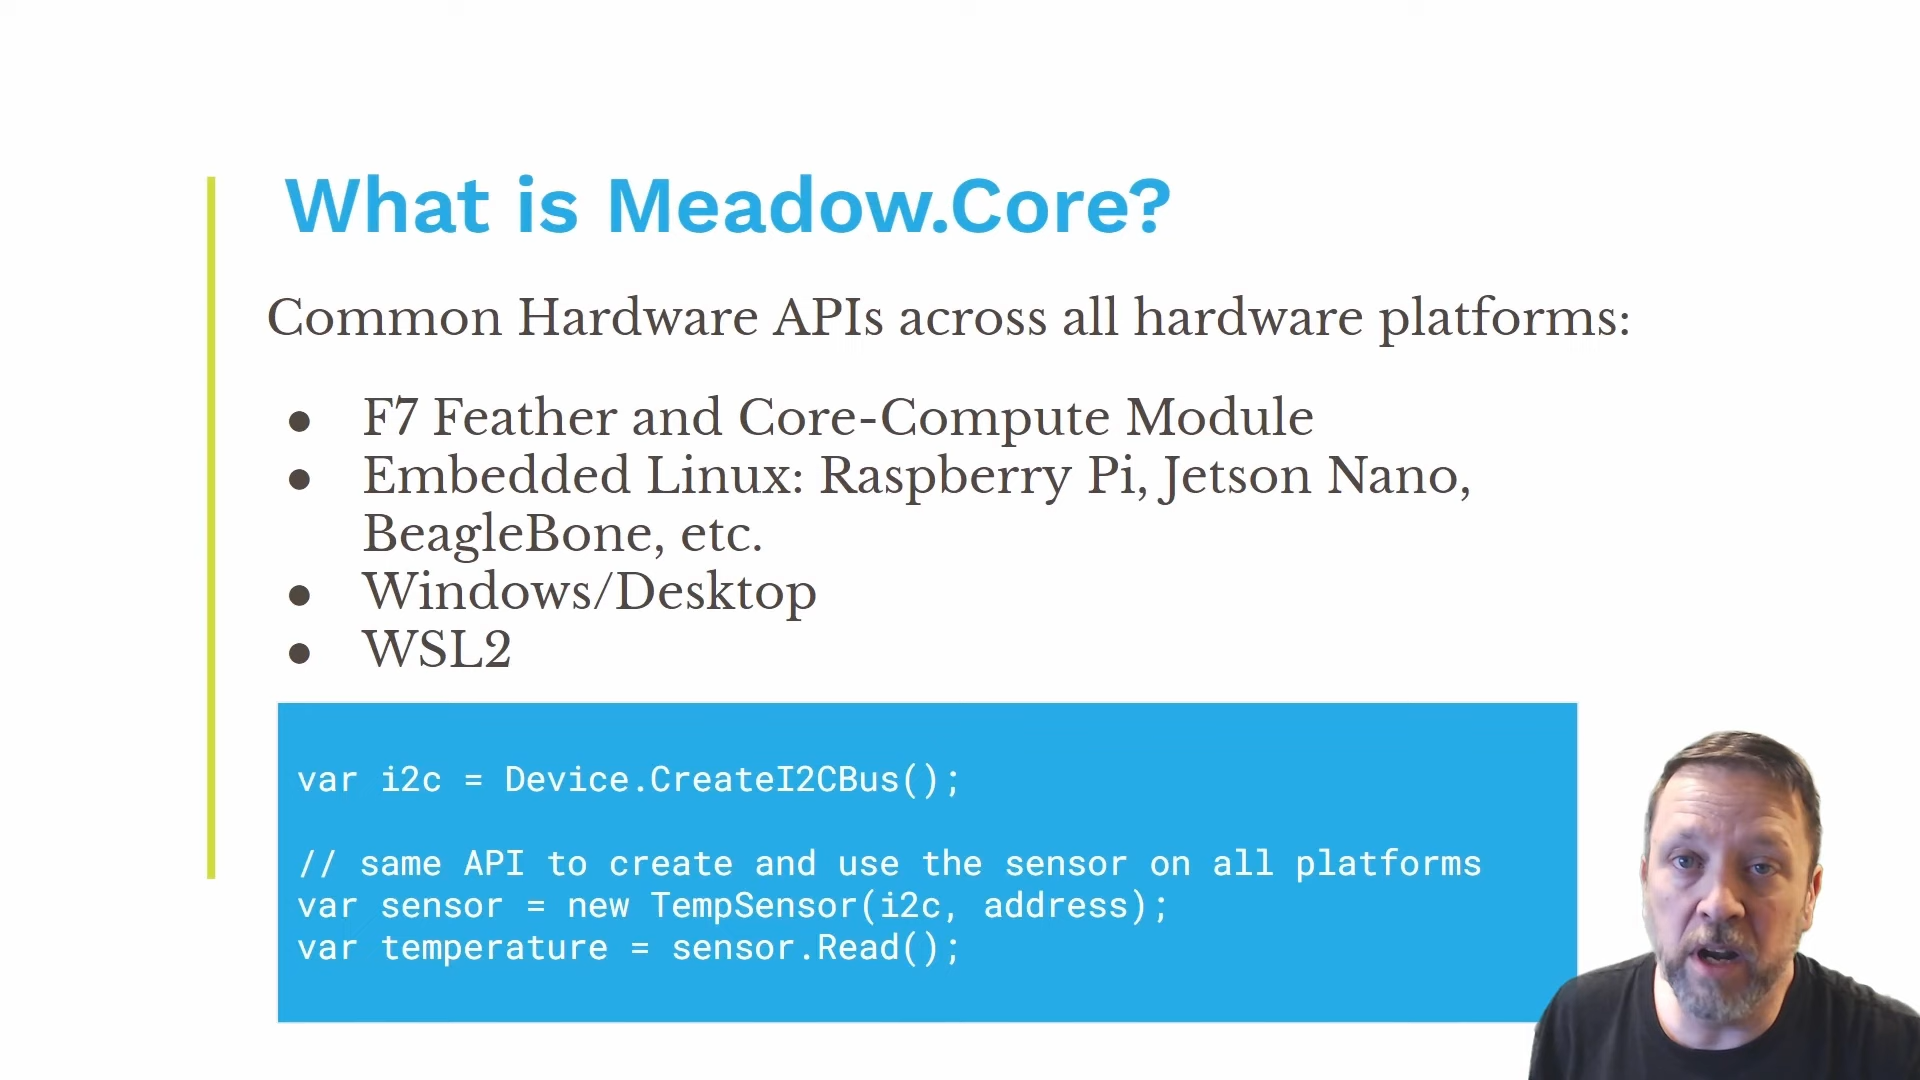 What is Meadow.Core?
Common Hardware APIs across all hardware platforms:
● F7 Feather and Core-Compute Module
● Embedded Linux: Raspberry Pi, Jetson Nano,
BeagleBone, etc.
● Windows/Desktop
● WSL2
var i2c = Device.CreateI2CBus();
// same API to create and use the sensor on all platforms
var sensor = new TempSensor(i2c, address);
var temperature = sensor.Read();